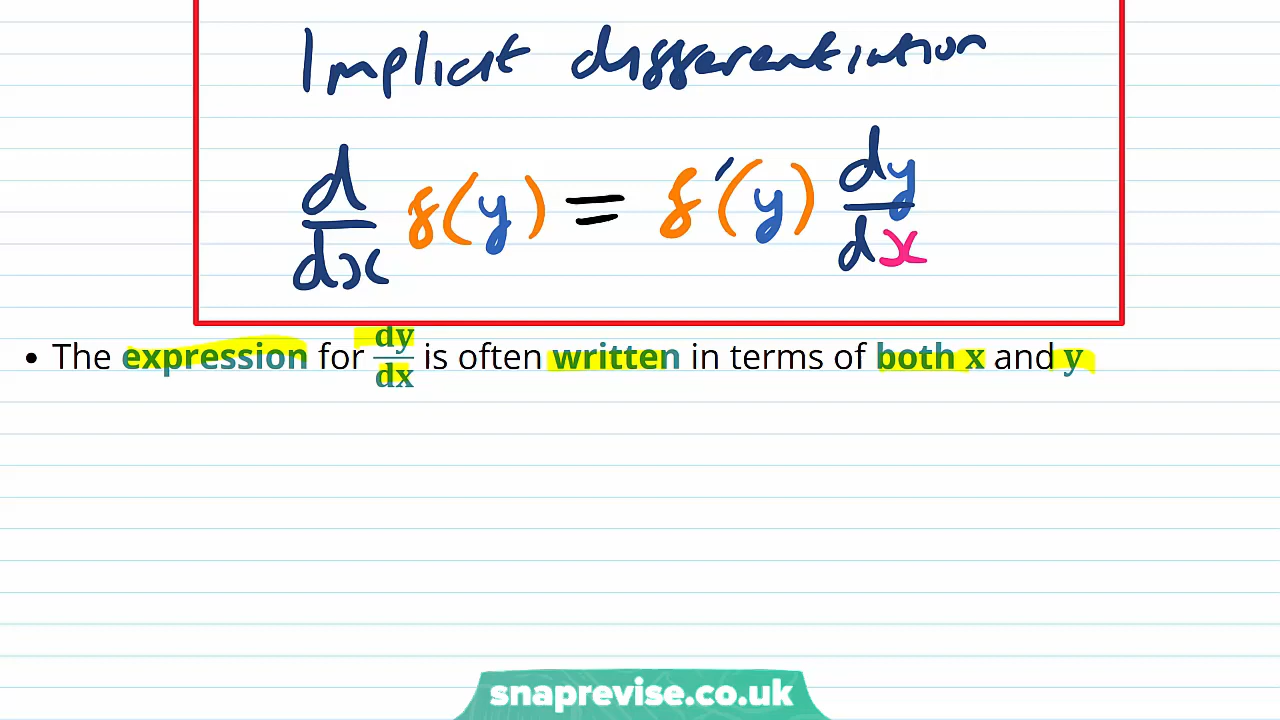 Implicit differentiation
d/dx f(y) = f'(y) dy/dx
• The expression for dy/dx is often written in terms of both x and y
snaprevise.co.uk